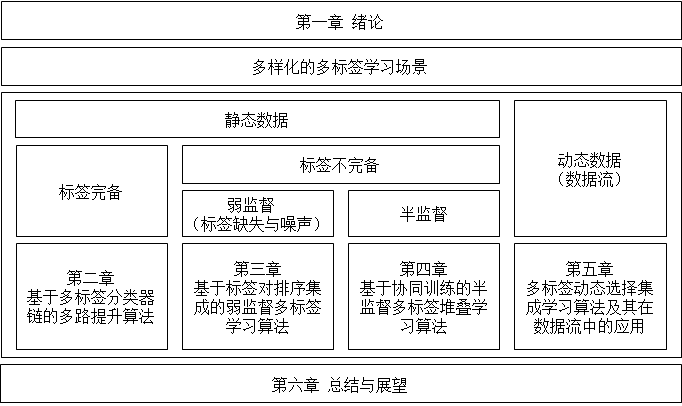 第一章 绪论
多样化的多标签学习场景
静态数据
动态数据
（数据流）
标签完备
标签不完备
弱监督
（标签缺失与噪声）
半监督
第二章
基于多标签分类器
链的多路提升算法
第三章
基于标签对排序集
成的弱监督多标签
学习算法
第四章
基于协同训练的半
监督多标签堆叠学
习算法
第五章
多标签动态选择集
成学习算法及其在
数据流中的应用
第六章 总结与展望